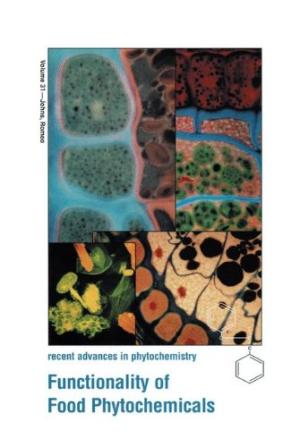 Volume 31—Johns, Romeo
recent advances in phytochemistry
Functionality of
Food Phytochemicals